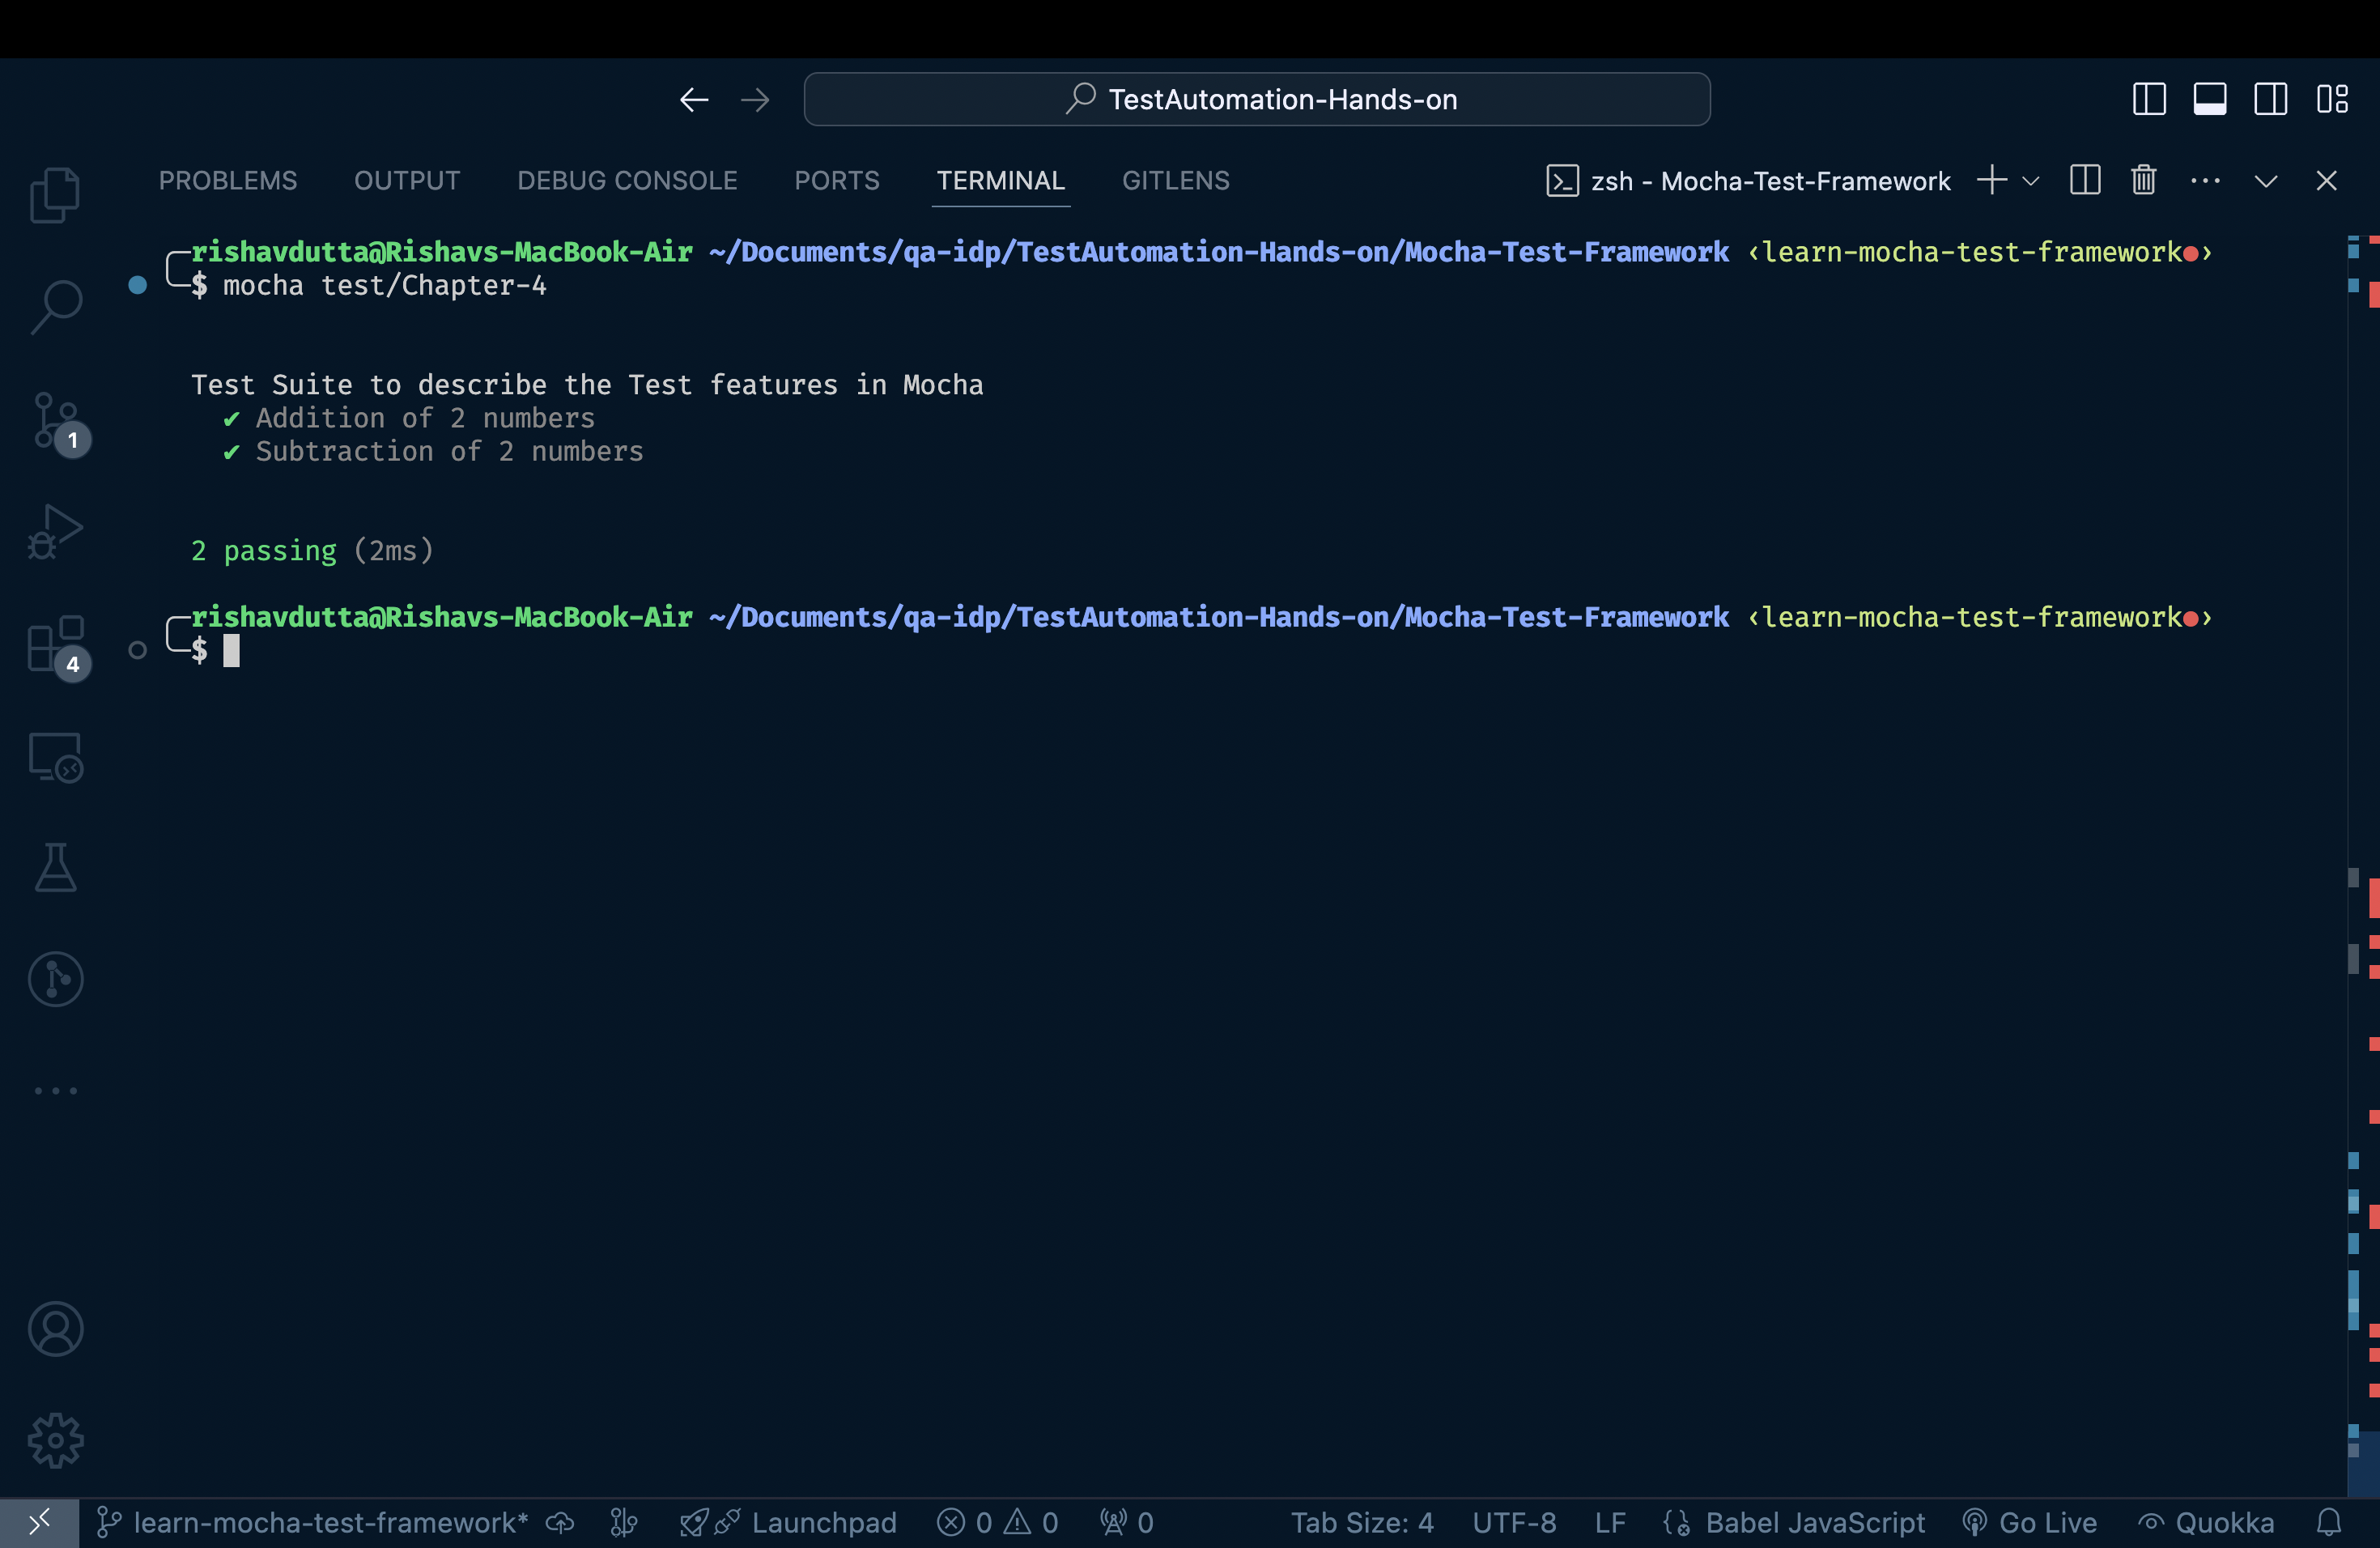 TestAutomation-Hands-on
PROBLEMS OUTPUT DEBUG CONSOLE PORTS TERMINAL GITLENS zsh - Mocha-Test-Framework
rishavdutta@Rishavs-MacBook-Air ~/Documents/qa-idp/TestAutomation-Hands-on/Mocha-Test-Framework ‹learn-mocha-test-framework●›
$ mocha test/Chapter-4
Test Suite to describe the Test features in Mocha
✔ Addition of 2 numbers
✔ Subtraction of 2 numbers
2 passing (2ms)
rishavdutta@Rishavs-MacBook-Air ~/Documents/qa-idp/TestAutomation-Hands-on/Mocha-Test-Framework ‹learn-mocha-test-framework●›
$
1
4
learn-mocha-test-framework* Launchpad 0 0 0 Tab Size: 4 UTF-8 LF Babel JavaScript Go Live Quokka